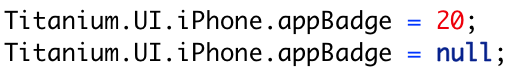 Titanium.UI.iPhone.appBadge = 20;
Titanium.UI.iPhone.appBadge = null;